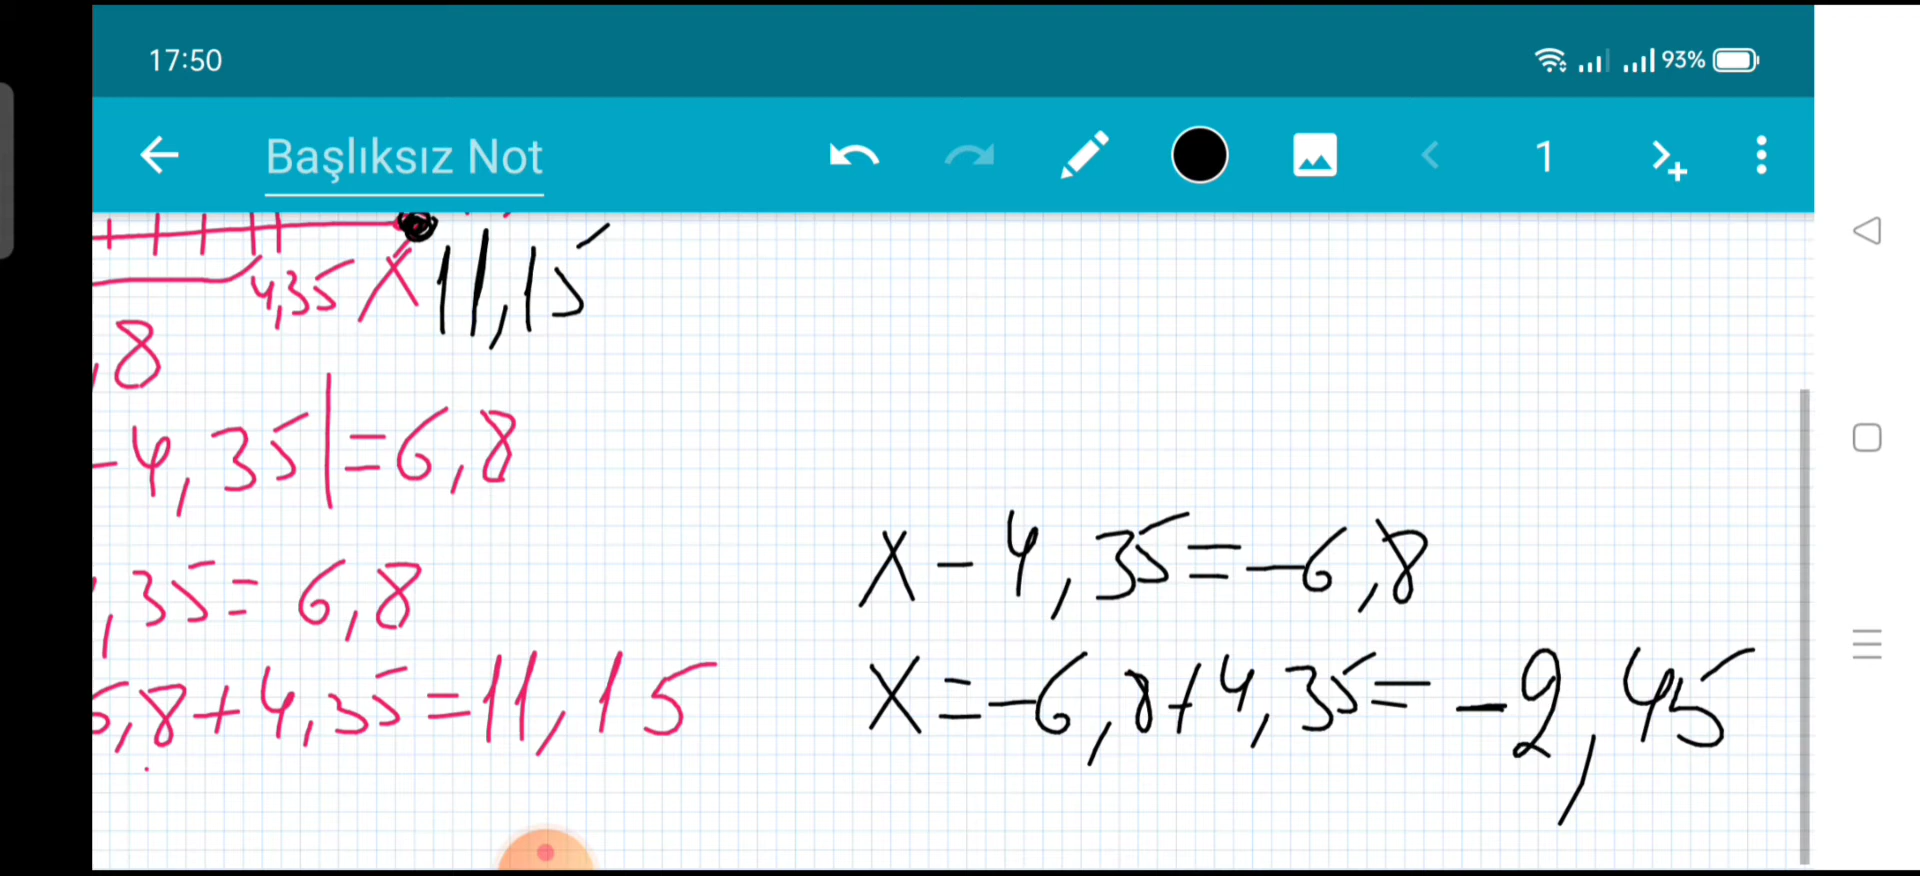 17:50 93%
Başlıksız Not 1
4,35 X 11,15
,8
-4,35|=6,8
,35=6,8
6,8+4,35=11,15
X-4,35=-6,8
X=-6,8+4,35=-2,45